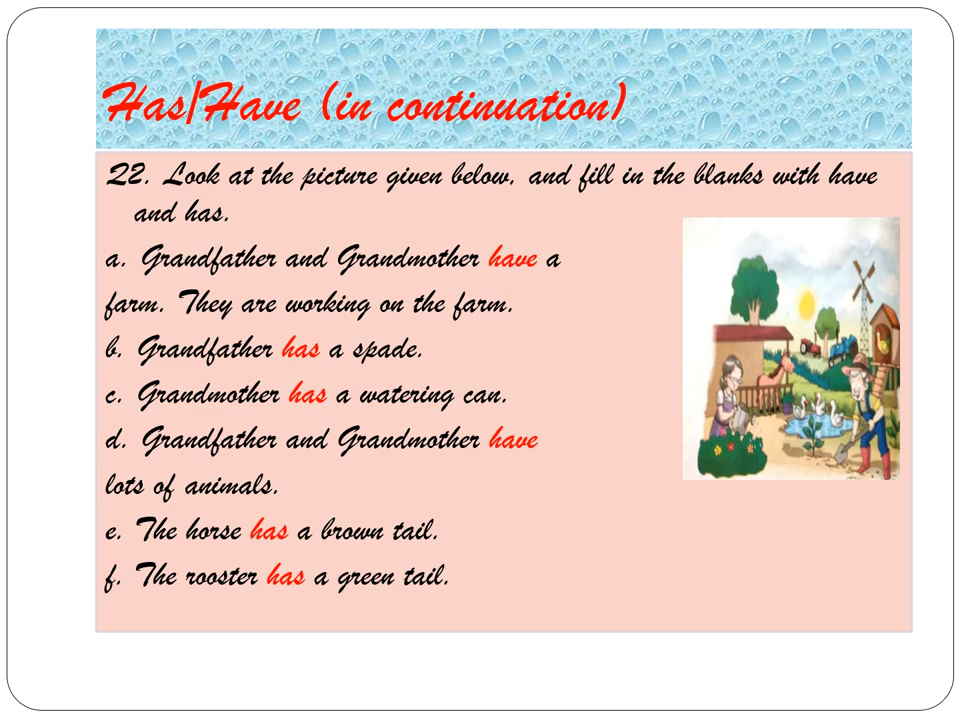 Has/Have (in continuation)
Q2. Look at the picture given below, and fill in the blanks with have
and has.
a. Grandfather and Grandmother have a
farm. They are working on the farm.
b. Grandfather has a spade.
c. Grandmother has a watering can.
d. Grandfather and Grandmother have
lots of animals.
e. The horse has a brown tail.
f. The rooster has a green tail.